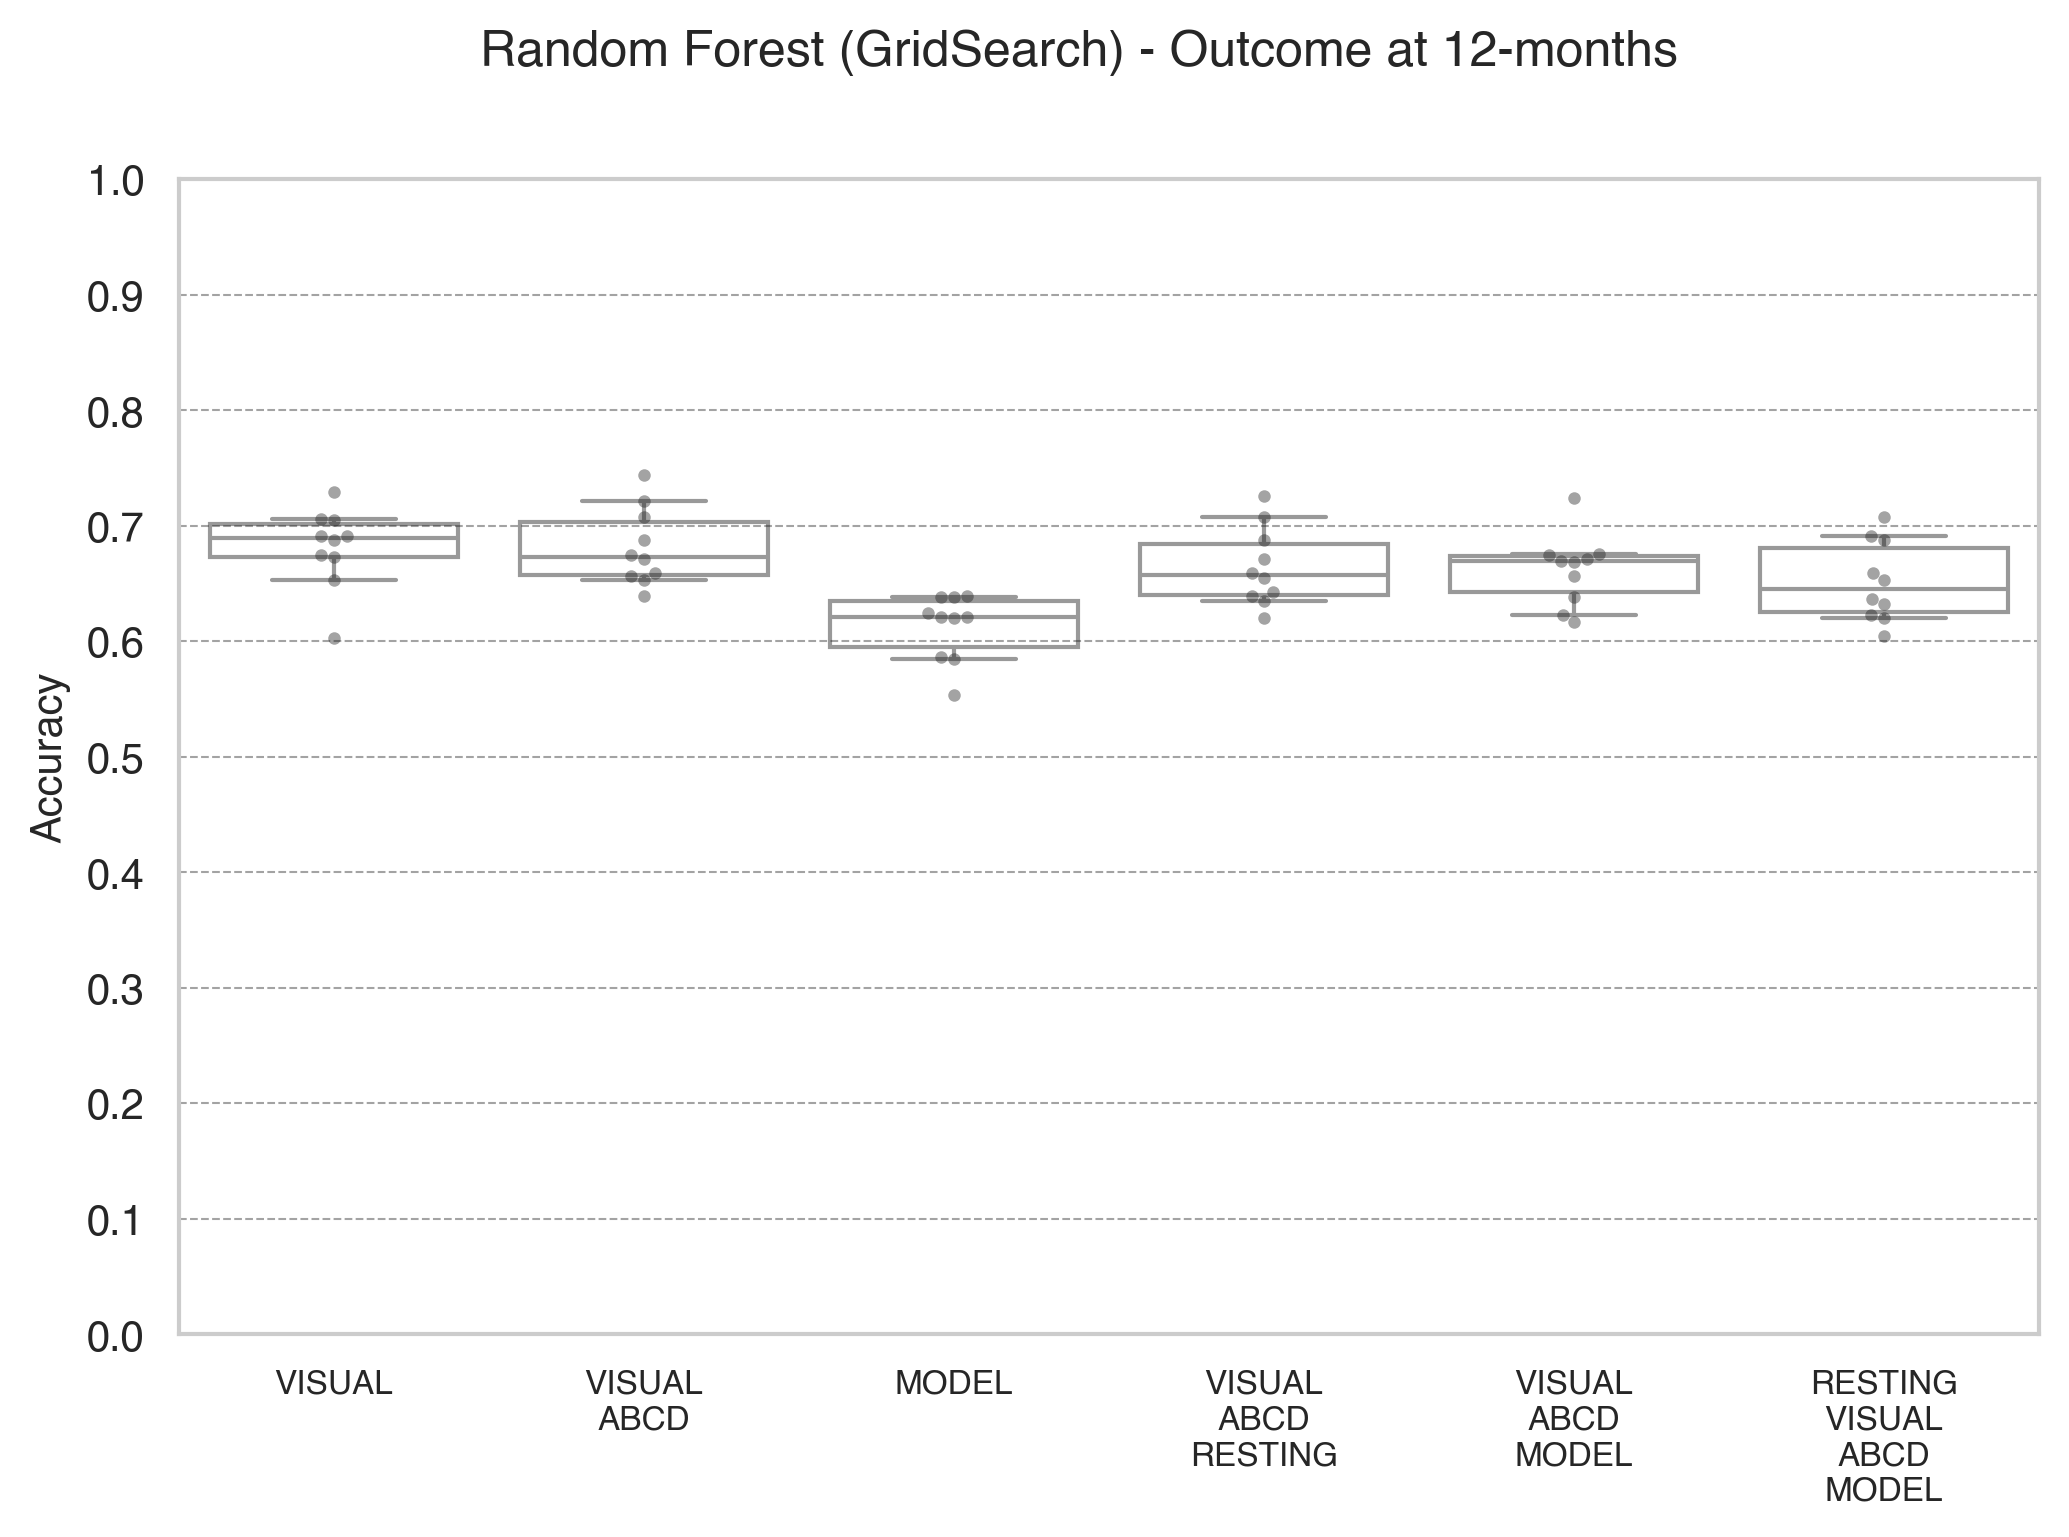 Random Forest (GridSearch) - Outcome at 12-months
1.0
0.9
0.8
0.7
0.6
0.5
0.4
0.3
0.2
0.1
0.0
Accuracy
VISUAL
VISUAL
ABCD
MODEL
VISUAL
ABCD
RESTING
VISUAL
ABCD
MODEL
RESTING
VISUAL
ABCD
MODEL